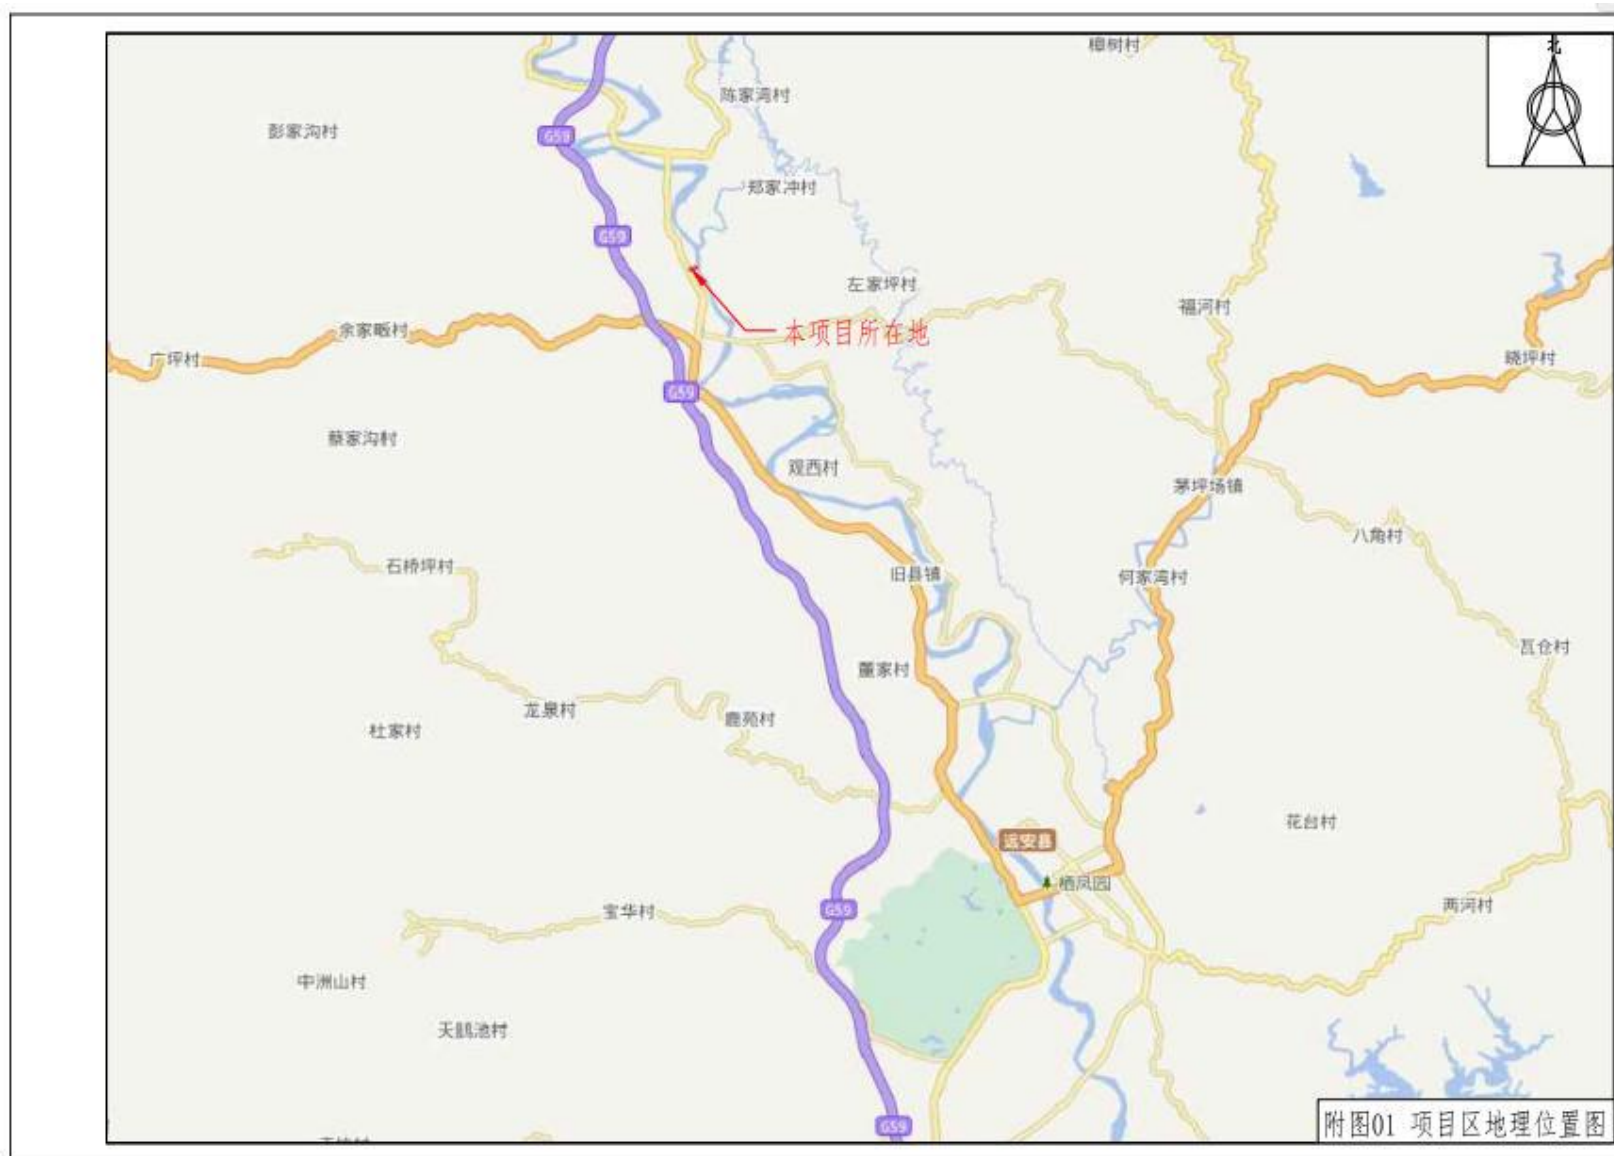 北
樟树村
陈家湾村
彭家沟村
G59
郑家冲村
G59
左家坪村
福河村
本项目所在地
余家畈村
广坪村
晓坪村
G59
蔡家沟村
观西村
茅坪场镇
八角村
石桥坪村
旧县镇
何家湾村
瓦仓村
董家村
龙泉村
鹿苑村
杜家村
花台村
远安县
栖凤园
宝华村
G59
两河村
中洲山村
天鹅池村
附图01 项目区地理位置图
G59